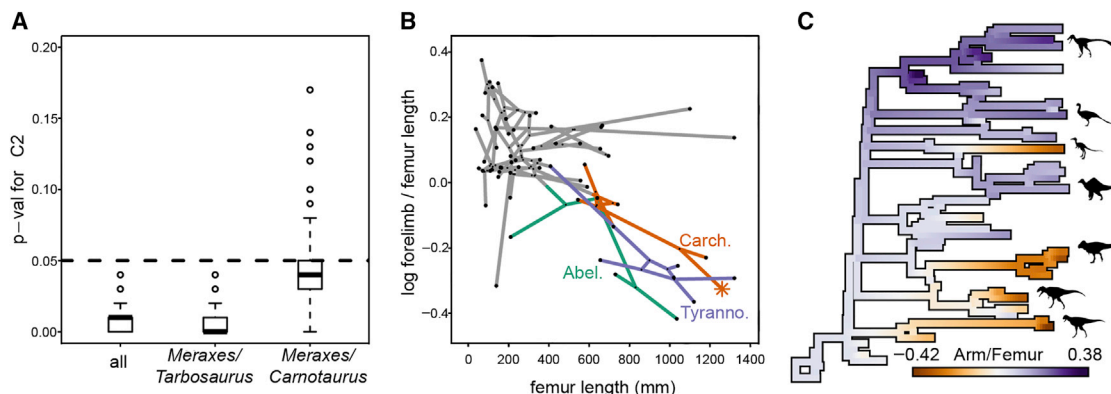 A
p-val for C2
0.20
0.15
0.10
0.05
0.00
all
Meraxes/
Tarbosaurus
Meraxes/
Carnotaurus
B
log forelimb / femur length
0.4
0.2
0.0
−0.2
−0.4
Carch.
Abel.
Tyranno.
0 200 400 600 800 1000 1200 1400
femur length (mm)
C
−0.42 Arm/Femur 0.38